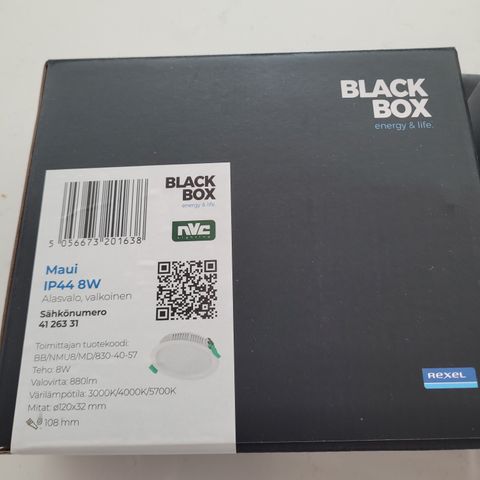 BLACK
BOX
energy & life.
BLACK
BOX
energy & life.
nvc
lighting
5 056673 201638
Maui
IP44 8W
Alasvalo, valkoinen
Sähkönumero
41 263 31
Toimittajan tuotekoodi:
BB/NMU8/MD/830-40-57
Teho: 8W
Valovirta: 880lm
Värilämpötila: 3000K/4000K/5700K
Mitat: ø120x32 mm
108 mm
REXEL